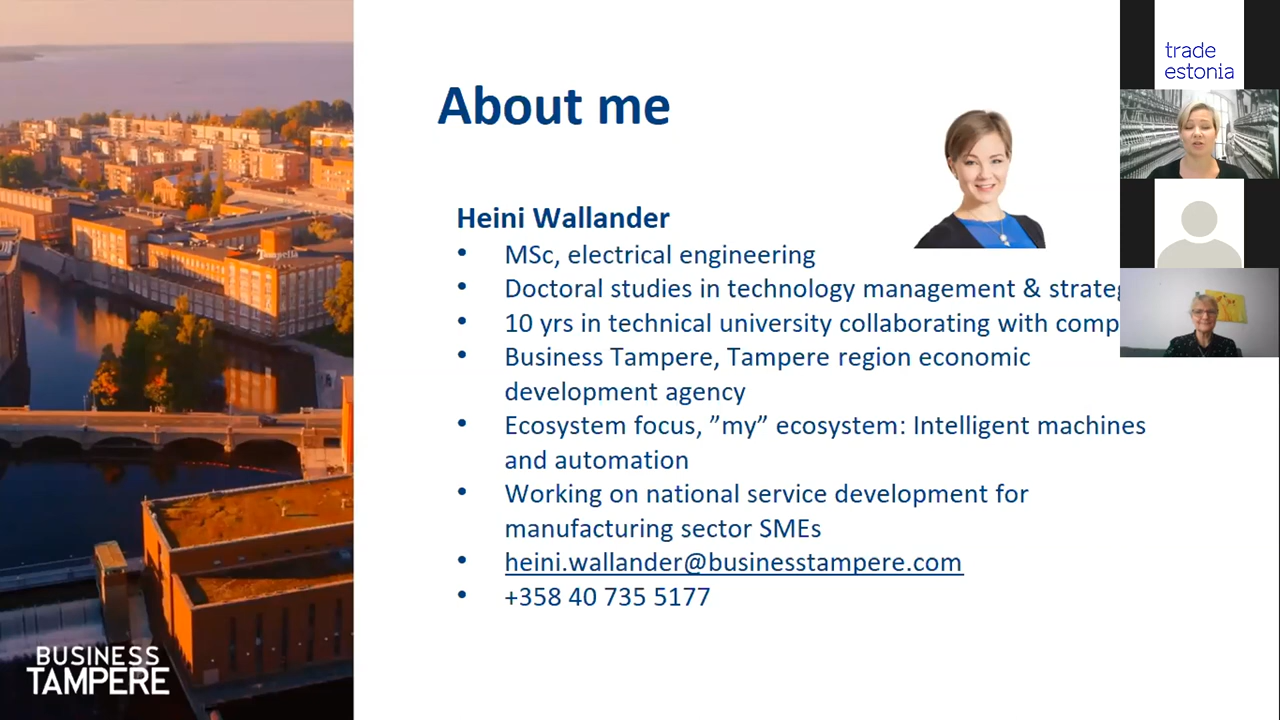 About me
Heini Wallander
• MSc, electrical engineering
• Doctoral studies in technology management &
• 10 yrs in technical university collaborating with
• Business Tampere, Tampere region economic
development agency
• Ecosystem focus, ”my” ecosystem: Intelligent machines
and automation
• Working on national service development for
manufacturing sector SMEs
• heini.wallander@businesstampere.com
• +358 40 735 5177
trade
estonia
Tampella
BUSINESS
TAMPERE